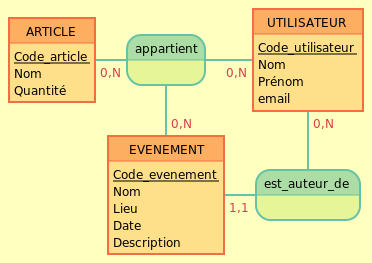 ARTICLE
Code_article
Nom
Quantité
appartient
UTILISATEUR
Code_utilisateur
Nom
Prénom
email
0,N
0,N
0,N
0,N
EVENEMENT
Code_evenement
Nom
Lieu
Date
Description
1,1
est_auteur_de